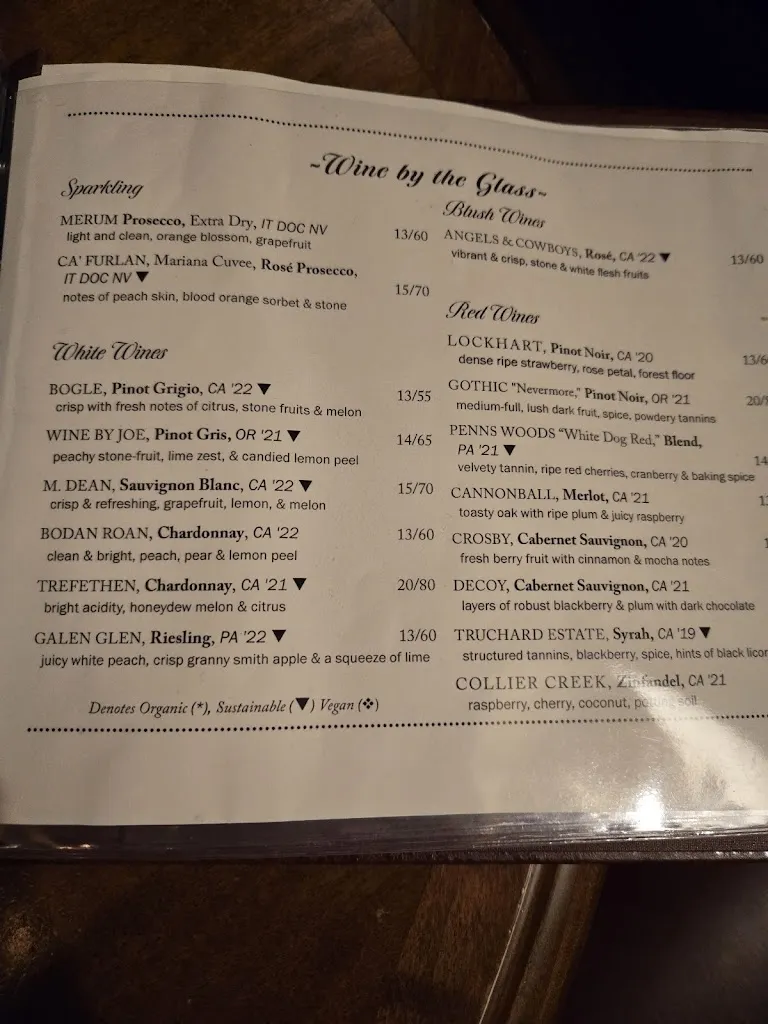 ~Wine by the Glass~
Sparkling
MERUM Prosecco, Extra Dry, IT DOC NV
light and clean, orange blossom, grapefruit
13/60
CA' FURLAN, Mariana Cuvee, Rosé Prosecco,
IT DOC NV ▼
notes of peach skin, blood orange sorbet & stone
15/70
White Wines
BOGLE, Pinot Grigio, CA '22 ▼
13/55
crisp with fresh notes of citrus, stone fruits & melon
WINE BY JOE, Pinot Gris, OR '21 ▼
14/65
peachy stone-fruit, lime zest, & candied lemon peel
M. DEAN, Sauvignon Blanc, CA '22 ▼
15/70
crisp & refreshing, grapefruit, lemon, & melon
BODAN ROAN, Chardonnay, CA '22
13/60
clean & bright, peach, pear & lemon peel
TREFETHEN, Chardonnay, CA '21 ▼
20/80
bright acidity, honeydew melon & citrus
GALEN GLEN, Riesling, PA '22 ▼
13/60
juicy white peach, crisp granny smith apple & a squeeze of lime
Denotes Organic (*), Sustainable (▼) Vegan (❖)
Blush Wines
ANGELS & COWBOYS, Rosé, CA '22 ▼
13/60
vibrant & crisp, stone & white flesh fruits
Red Wines
LOCKHART, Pinot Noir, CA '20
13/6
dense ripe strawberry, rose petal, forest floor
GOTHIC "Nevermore," Pinot Noir, OR '21
20/
medium-full, lush dark fruit, spice, powdery tannins
PENNS WOODS "White Dog Red," Blend,
PA '21 ▼
14
velvety tannin, ripe red cherries, cranberry & baking spice
CANNONBALL, Merlot, CA '21
toasty oak with ripe plum & juicy raspberry
CROSBY, Cabernet Sauvignon, CA '20
fresh berry fruit with cinnamon & mocha notes
DECOY, Cabernet Sauvignon, CA '21
layers of robust blackberry & plum with dark chocolate
TRUCHARD ESTATE, Syrah, CA '19 ▼
structured tannins, blackberry, spice, hints of black licor
COLLIER CREEK, Zinfandel, CA '21
raspberry, cherry, coconut, potting soil